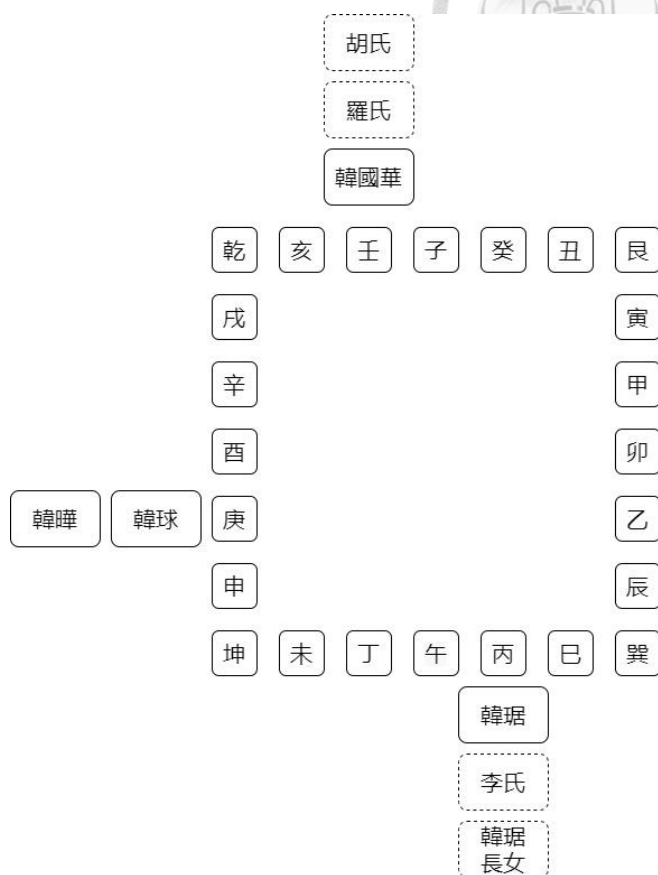 胡氏
羅氏
韓國華
乾 亥 壬 子 癸 丑 艮
戌 寅
辛 甲
酉 卯
韓曄 韓球 庚 乙
申 辰
坤 未 丁 午 丙 巳 巽
韓琚
李氏
韓琚
長女